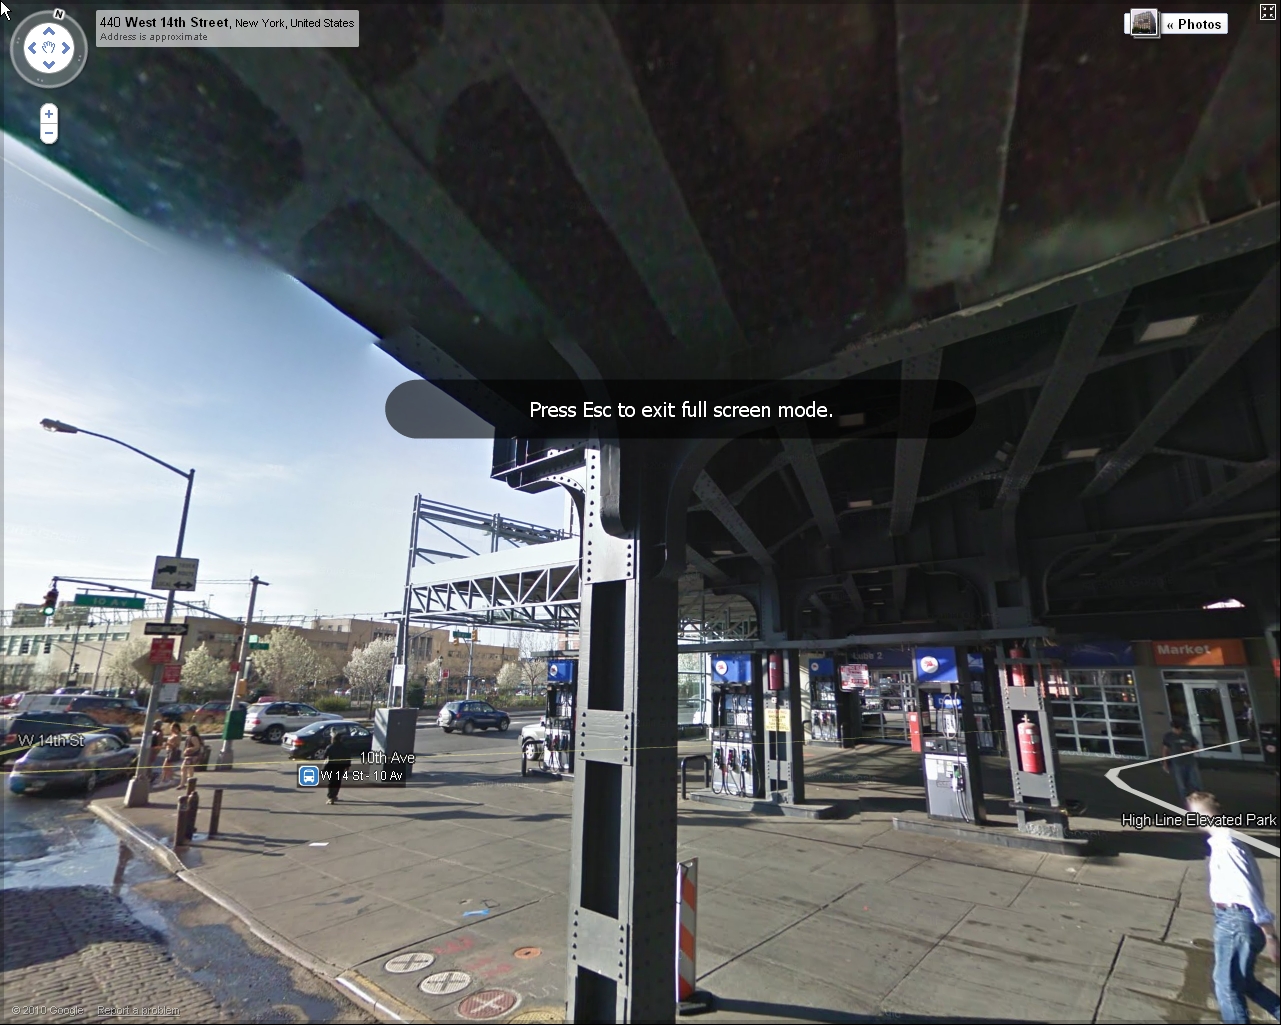 N
440 West 14th Street, New York, United States
Address is approximate
« Photos
Press Esc to exit full screen mode.
10 Av
Market
W 14th St
10th Ave
W 14 St - 10 Av
High Line Elevated Park
© 2010 Google
Report a problem